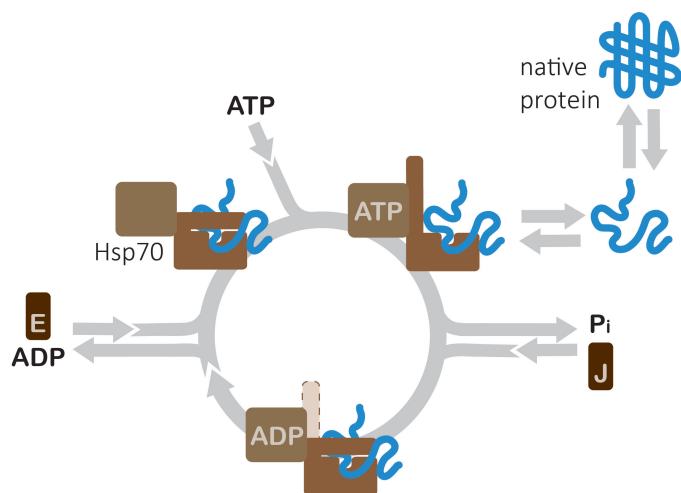 native
protein
ATP
ATP
Hsp70
E
ADP
Pi
J
ADP